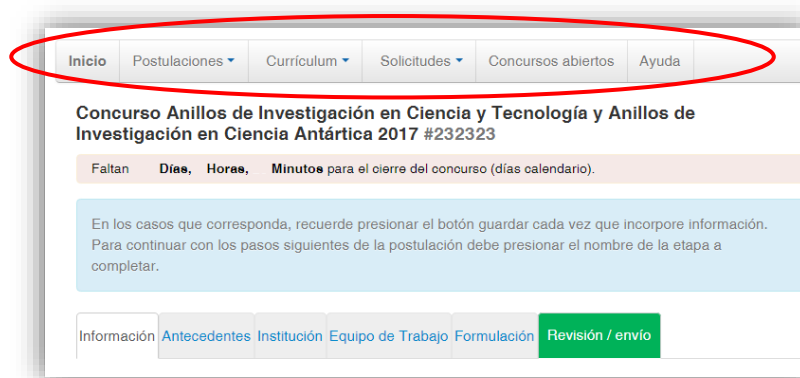 Inicio Postulaciones Currículum Solicitudes Concursos abiertos Ayuda
Concurso Anillos de Investigación en Ciencia y Tecnología y Anillos de
Investigación en Ciencia Antártica 2017 #232323
Faltan Días, Horas, Minutos para el cierre del concurso (días calendario).
En los casos que corresponda, recuerde presionar el botón guardar cada vez que incorpore información.
Para continuar con los pasos siguientes de la postulación debe presionar el nombre de la etapa a
completar.
Información Antecedentes Institución Equipo de Trabajo Formulación Revisión / envío